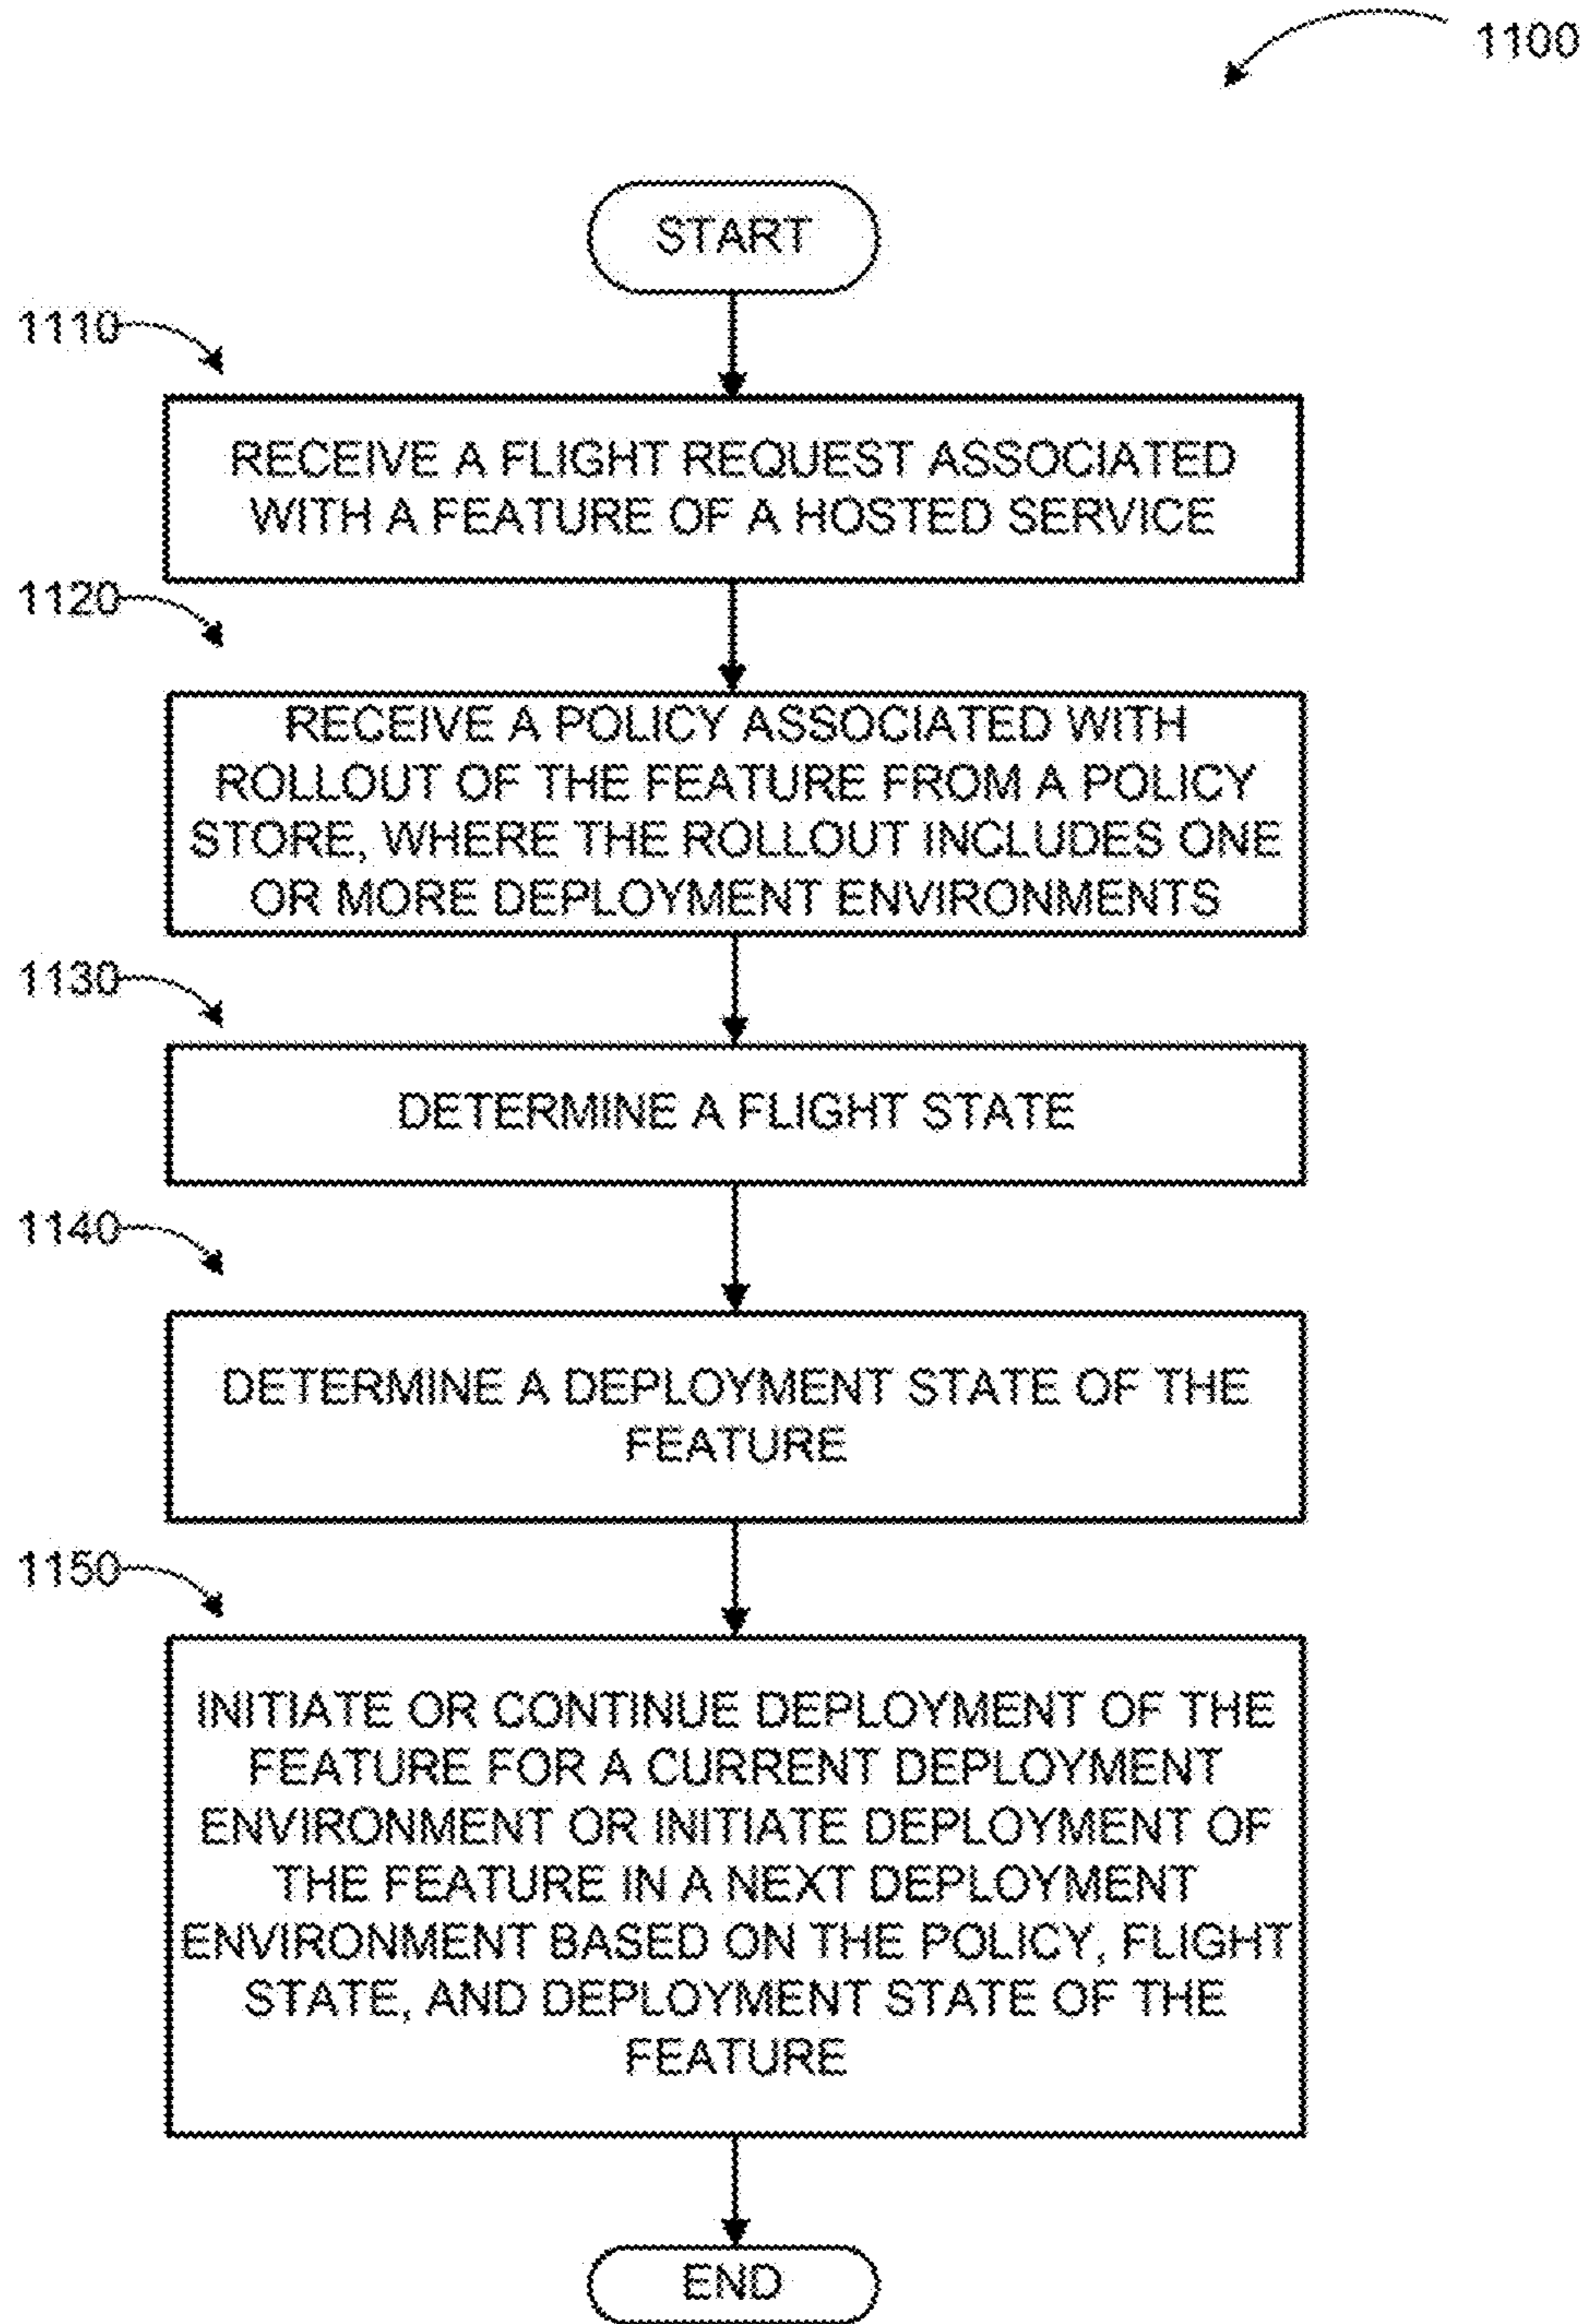 1100
START
1110
RECEIVE A FLIGHT REQUEST ASSOCIATED
WITH A FEATURE OF A HOSTED SERVICE
1120
RECEIVE A POLICY ASSOCIATED WITH
ROLLOUT OF THE FEATURE FROM A POLICY
STORE, WHERE THE ROLLOUT INCLUDES ONE
OR MORE DEPLOYMENT ENVIRONMENTS
1130
DETERMINE A FLIGHT STATE
1140
DETERMINE A DEPLOYMENT STATE OF THE
FEATURE
1150
INITIATE OR CONTINUE DEPLOYMENT OF THE
FEATURE FOR A CURRENT DEPLOYMENT
ENVIRONMENT OR INITIATE DEPLOYMENT OF
THE FEATURE IN A NEXT DEPLOYMENT
ENVIRONMENT BASED ON THE POLICY, FLIGHT
STATE, AND DEPLOYMENT STATE OF THE
FEATURE
END